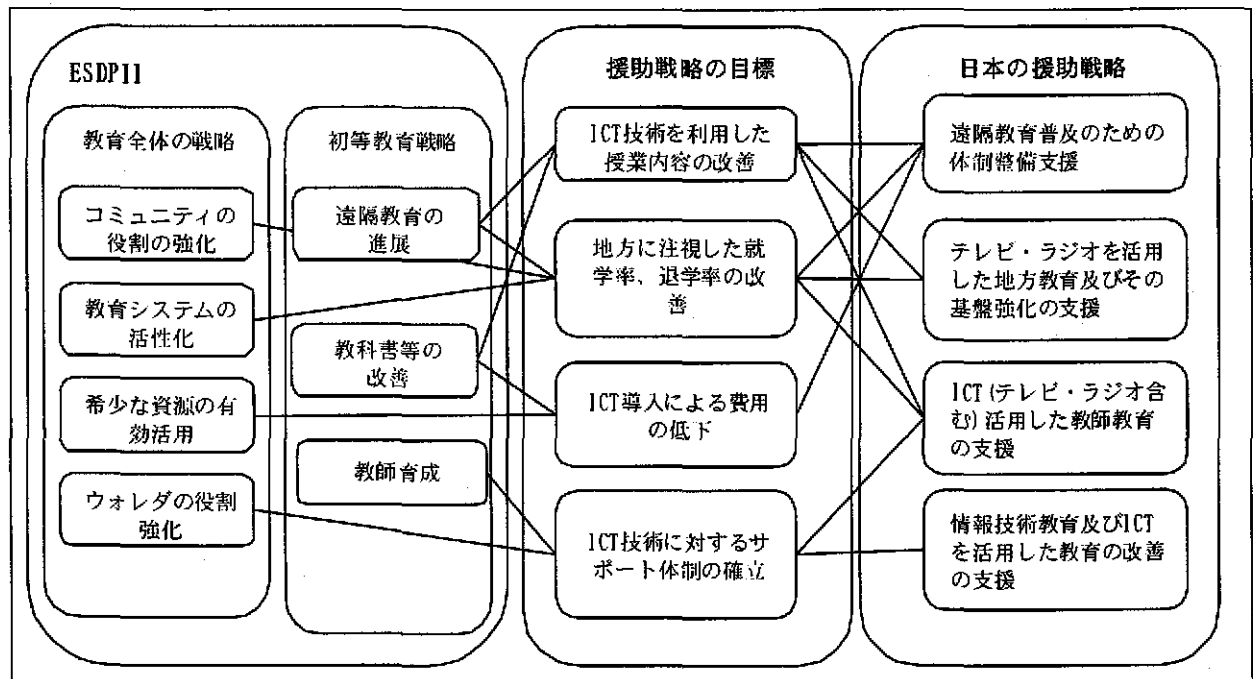 ESDPII
教育全体の戦略
コミュニティの
役割の強化
教育システムの
活性化
希少な資源の有
効活用
ウォレダの役割
強化
初等教育戦略
遠隔教育の
進展
教科書等の
改善
教師育成
援助戦略の目標
ICT技術を利用した
授業内容の改善
地方に注視した就
学率、退学率の改
善
ICT導入による費用
の低下
ICT技術に対するサ
ポート体制の確立
日本の援助戦略
遠隔教育普及のための
体制整備支援
テレビ・ラジオを活用
した地方教育及びその
基盤強化の支援
ICT(テレビ・ラジオ含
む)活用した教師教育
の支援
情報技術教育及びICT
を活用した教育の改善
の支援